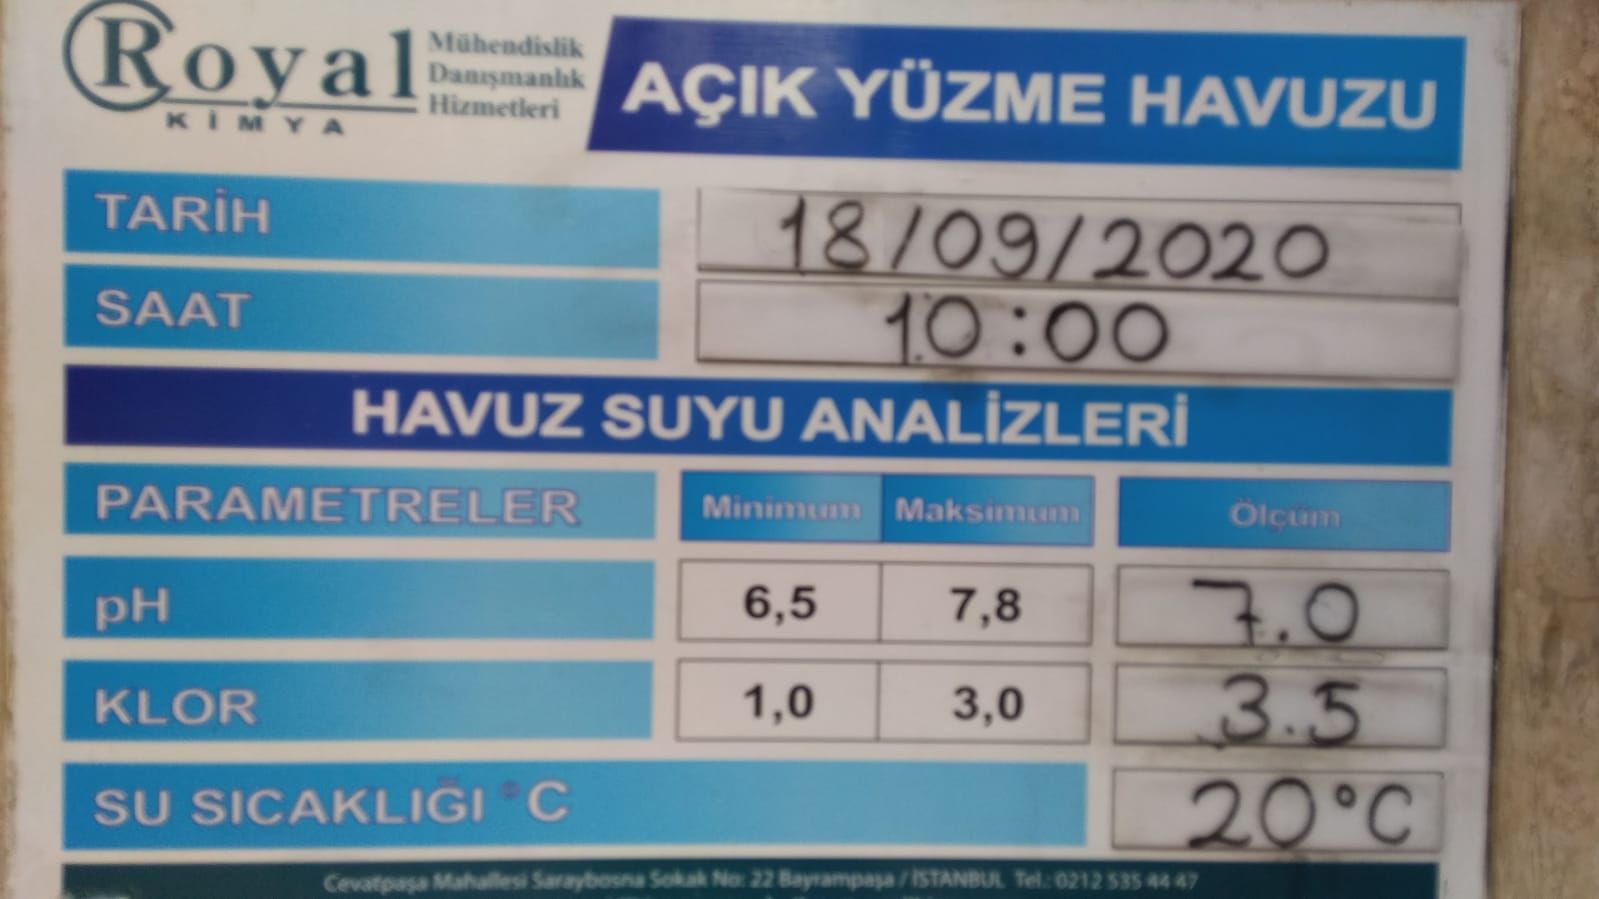 Royal
KİMYA
Mühendislik
Danışmanlık
Hizmetleri
AÇIK YÜZME HAVUZU
TARİH 18/09/2020
SAAT 10:00
HAVUZ SUYU ANALİZLERİ
PARAMETRELER Minimum Maksimum Ölçüm
pH 6,5 7,8 7.0
KLOR 1,0 3,0 3.5
SU SICAKLIĞI °C 20°C
Cevatpaşa Mahallesi Saraybosna Sokak No: 22 Bayrampaşa / İSTANBUL Tel.: 0212 535 44 47